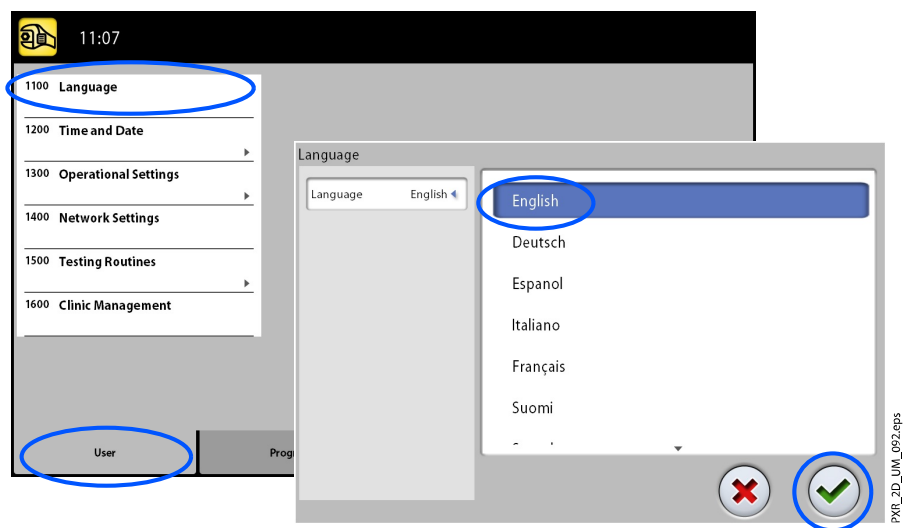 11:07
1100 Language
1200 Time and Date
1300 Operational Settings
1400 Network Settings
1500 Testing Routines
1600 Clinic Management
User
Language
Language English
English
Deutsch
Espanol
Italiano
Français
Suomi
PXR_2D_UM_092.eps